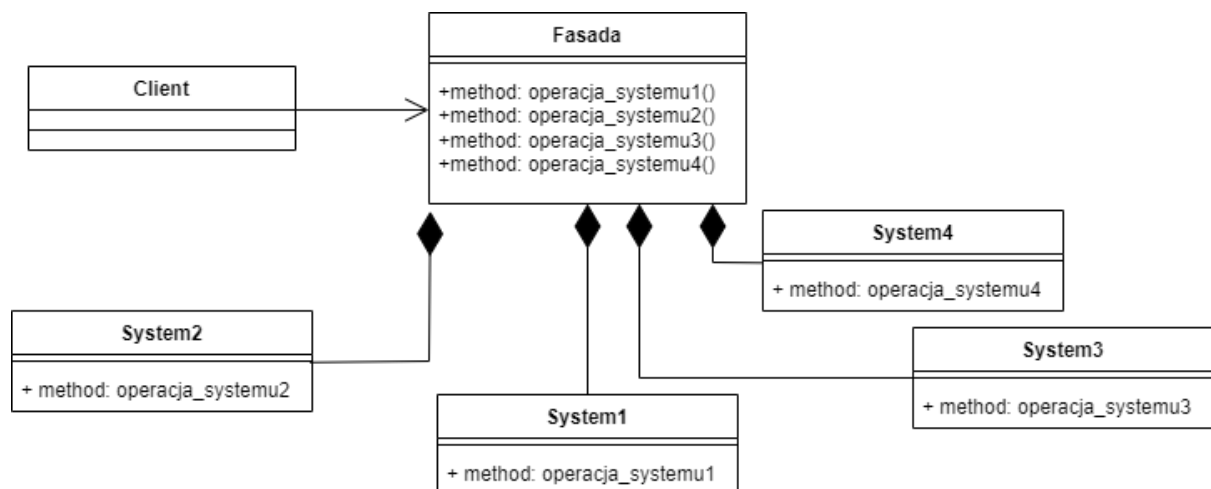 Fasada
+method: operacja_systemu1()
+method: operacja_systemu2()
+method: operacja_systemu3()
+method: operacja_systemu4()
Client
System4
+ method: operacja_systemu4
System2
+ method: operacja_systemu2
System3
+ method: operacja_systemu3
System1
+ method: operacja_systemu1